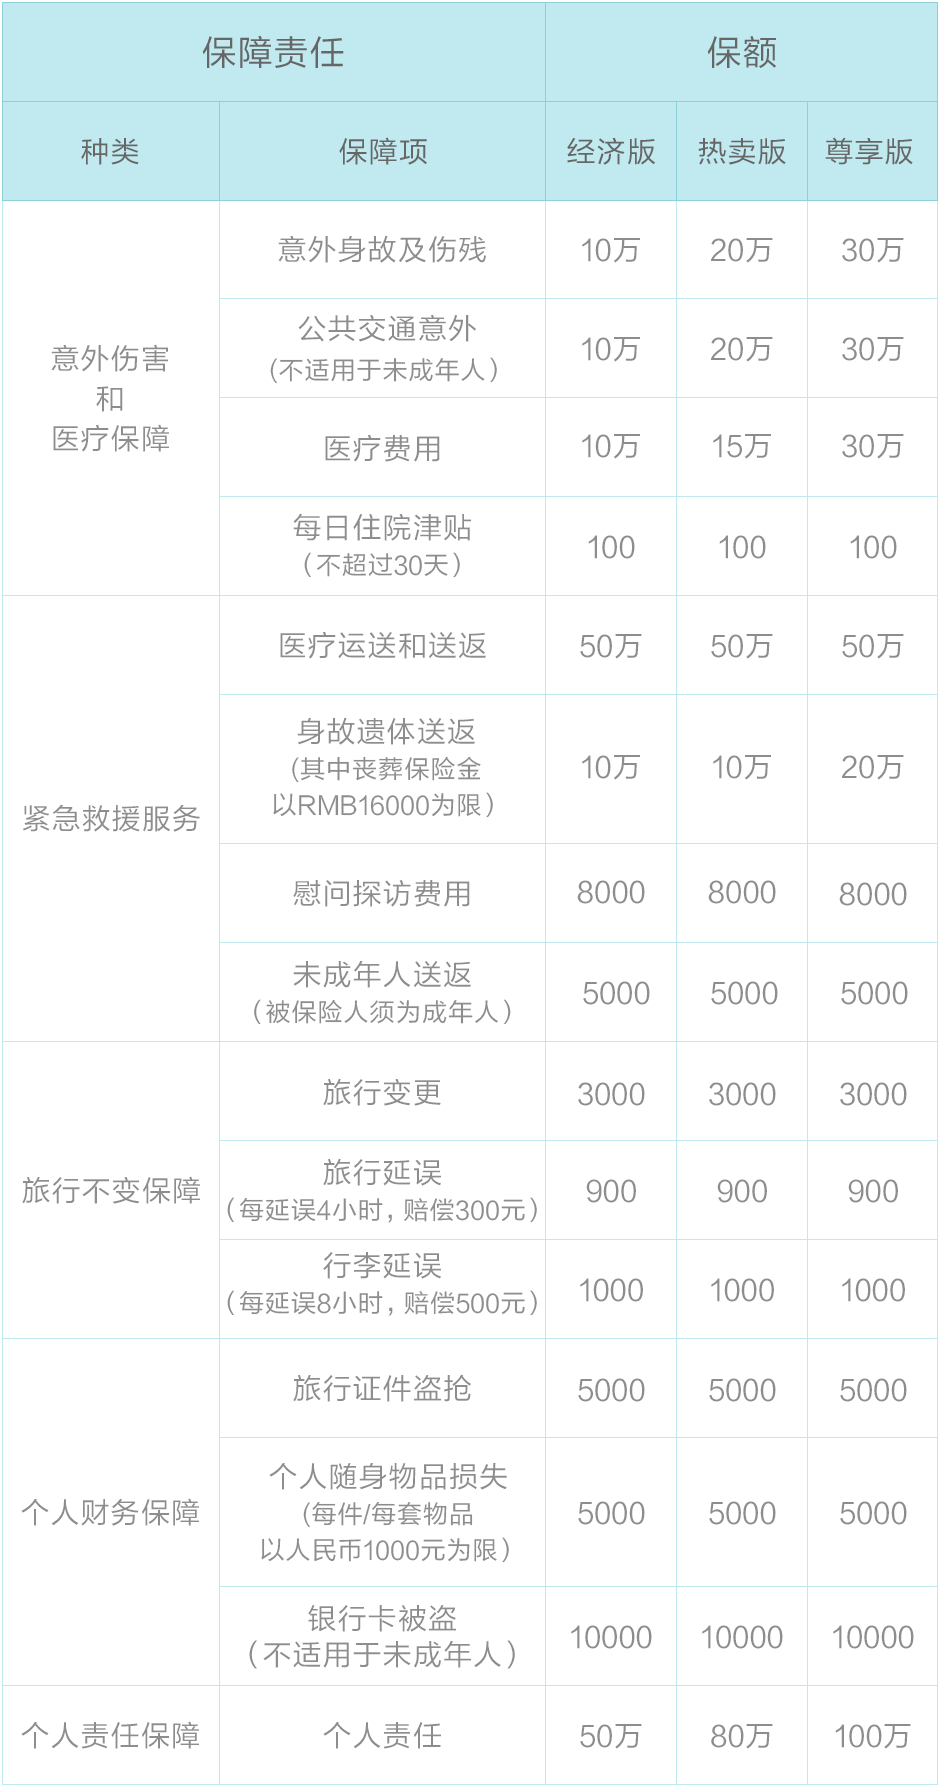 保障责任 保额
种类 保障项 经济版 热卖版 尊享版
意外伤害
和
医疗保障
意外身故及伤残 10万 20万 30万
公共交通意外
(不适用于未成年人） 10万 20万 30万
医疗费用 10万 15万 30万
每日住院津贴
（不超过30天） 100 100 100
紧急救援服务
医疗运送和送返 50万 50万 50万
身故遗体送返
(其中丧葬保险金
以RMB16000为限） 10万 10万 20万
慰问探访费用 8000 8000 8000
未成年人送返
（被保险人须为成年人） 5000 5000 5000
旅行不变保障
旅行变更 3000 3000 3000
旅行延误
（每延误4小时，赔偿300元） 900 900 900
行李延误
（每延误8小时，赔偿500元） 1000 1000 1000
个人财务保障
旅行证件盗抢 5000 5000 5000
个人随身物品损失
(每件/每套物品
以人民币1000元为限） 5000 5000 5000
银行卡被盗
（不适用于未成年人） 10000 10000 10000
个人责任保障 个人责任 50万 80万 100万